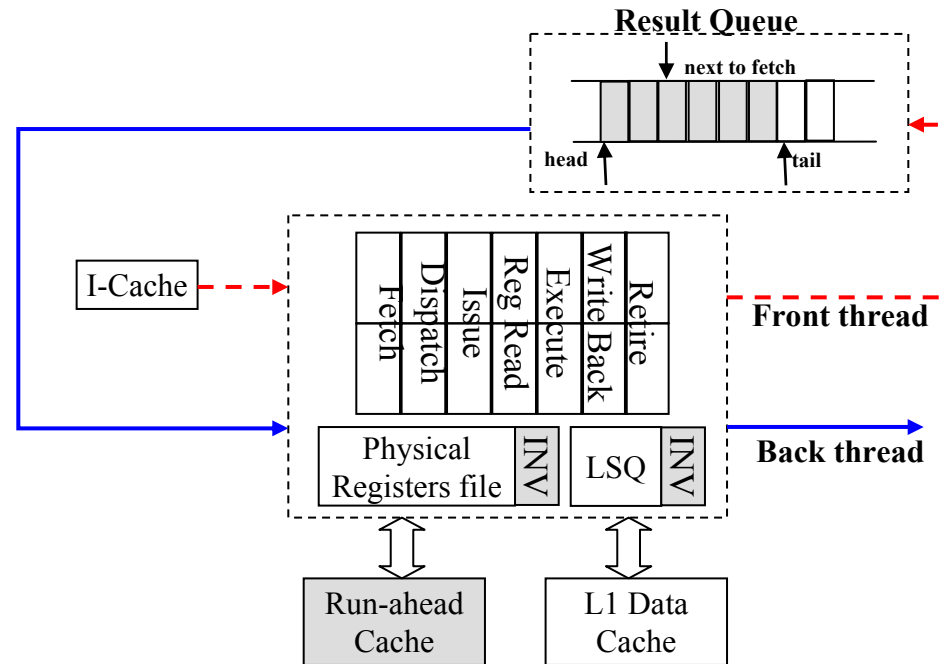 Result Queue
next to fetch
head
tail
I-Cache
Fetch
Dispatch
Issue
Reg Read
Execute
Write Back
Retire
Front thread
Back thread
Physical
Registers file
INV
LSQ
INV
Run-ahead
Cache
L1 Data
Cache